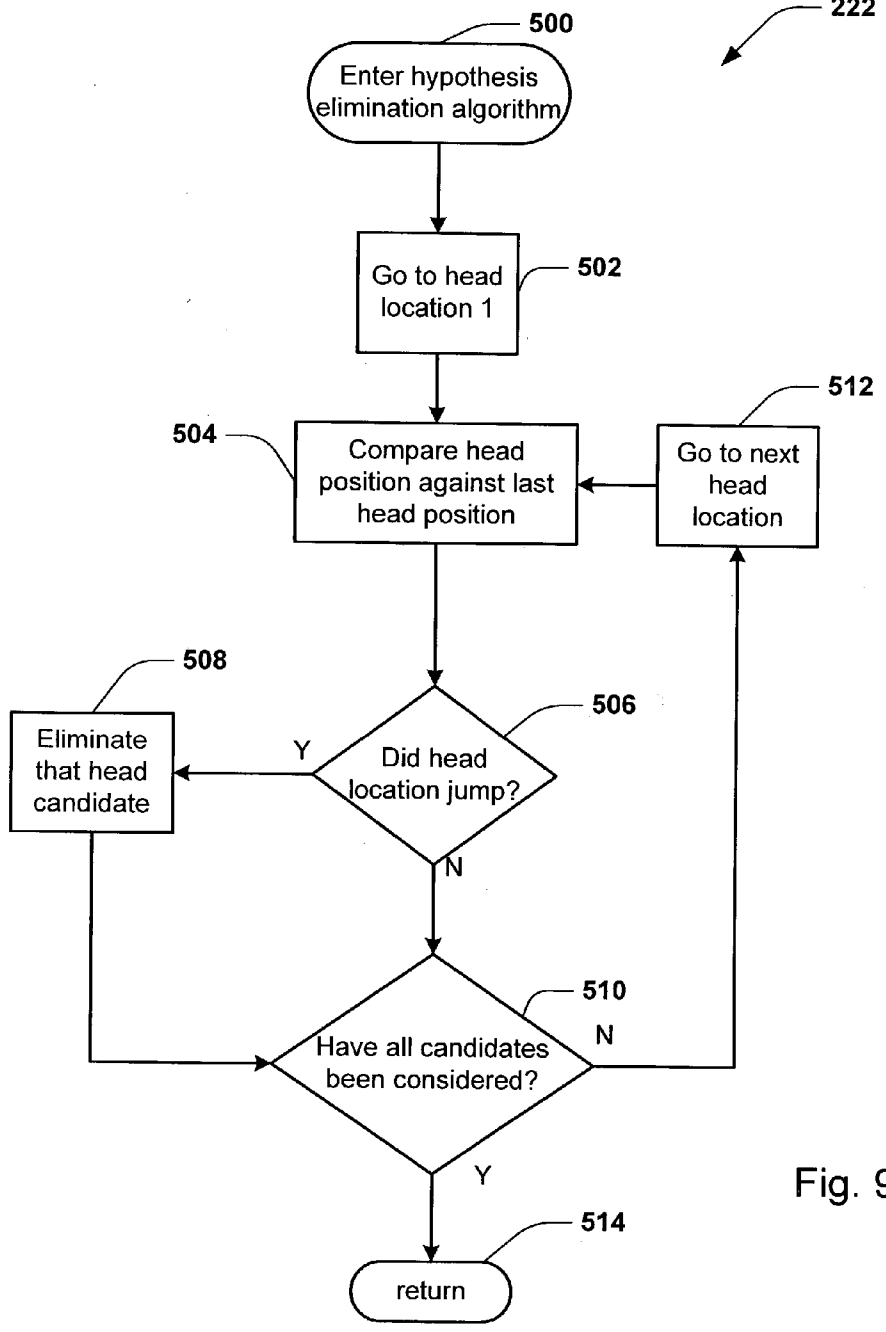 222
500
Enter hypothesis
elimination algorithm
Go to head
location 1
502
512
504
Compare head
position against last
head position
Go to next
head
location
508
506
Eliminate
that head
candidate
Y
Did head
location jump?
N
510
N
Have all candidates
been considered?
Y
Fig. 9
514
return